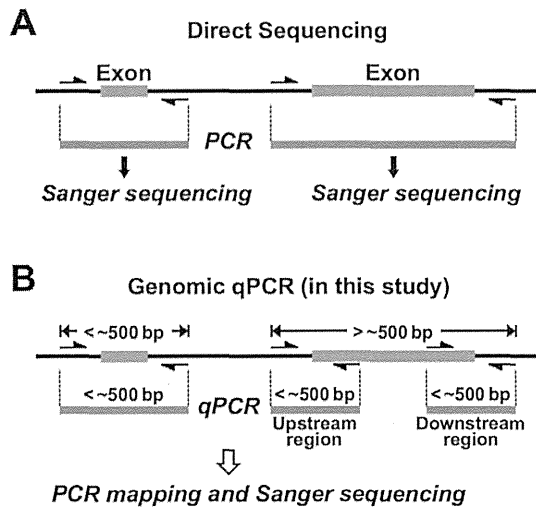 A
Direct Sequencing
Exon Exon
PCR
Sanger sequencing Sanger sequencing
B
Genomic qPCR (in this study)
< ~500 bp > ~500 bp
< ~500 bp < ~500 bp < ~500 bp
qPCR
Upstream region Downstream region
PCR mapping and Sanger sequencing